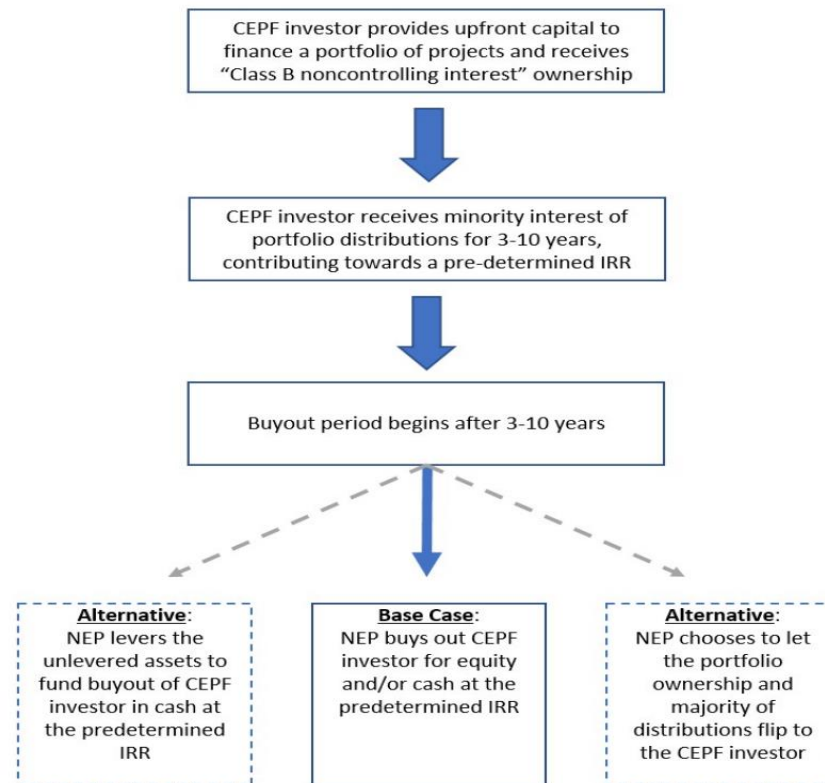 CEPF investor provides upfront capital to
finance a portfolio of projects and receives
“Class B noncontrolling interest” ownership
CEPF investor receives minority interest of
portfolio distributions for 3-10 years,
contributing towards a pre-determined IRR
Buyout period begins after 3-10 years
Alternative:
NEP levers the
unlevered assets to
fund buyout of CEPF
investor in cash at
the predetermined
IRR
Base Case:
NEP buys out CEPF
investor for equity
and/or cash at the
predetermined IRR
Alternative:
NEP chooses to let
the portfolio
ownership and
majority of
distributions flip to
the CEPF investor